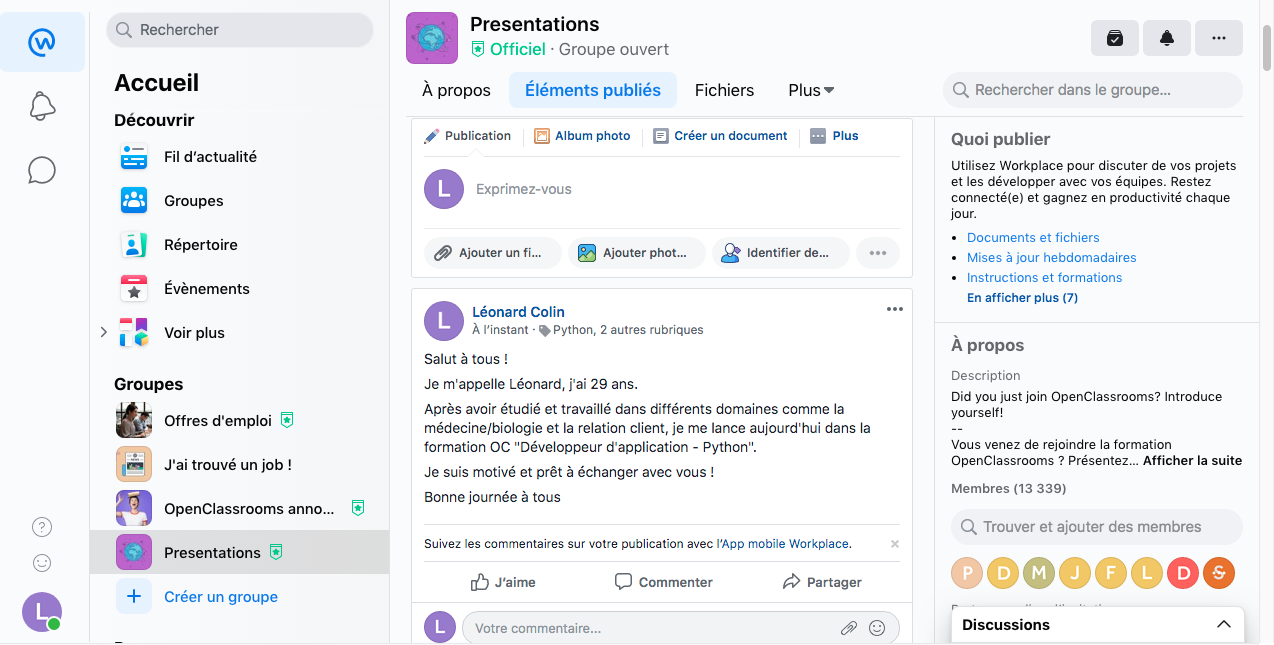 Rechercher
Accueil
Découvrir
Fil d’actualité
Groupes
Répertoire
Évènements
Voir plus
Groupes
Offres d'emploi
J'ai trouvé un job !
OpenClassrooms anno...
Presentations
Créer un groupe
?
L
Presentations
Officiel · Groupe ouvert
À propos
Éléments publiés
Fichiers
Plus
Rechercher dans le groupe...
Publication
Album photo
Créer un document
Plus
L
Exprimez-vous
Ajouter un fi...
Ajouter phot...
Identifier de...
L
Léonard Colin
À l’instant · Python, 2 autres rubriques
Salut à tous !
Je m'appelle Léonard, j'ai 29 ans.
Après avoir étudié et travaillé dans différents domaines comme la
médecine/biologie et la relation client, je me lance aujourd'hui dans la
formation OC "Développeur d'application - Python".
Je suis motivé et prêt à échanger avec vous !
Bonne journée à tous
Suivez les commentaires sur votre publication avec l’App mobile Workplace.
J’aime
Commenter
Partager
L
Votre commentaire...
Quoi publier
Utilisez Workplace pour discuter de vos projets
et les développer avec vos équipes. Restez
connecté(e) et gagnez en productivité chaque
jour.
• Documents et fichiers
• Mises à jour hebdomadaires
• Instructions et formations
En afficher plus (7)
À propos
Description
Did you just join OpenClassrooms? Introduce
yourself!
--
Vous venez de rejoindre la formation
OpenClassrooms ? Présentez... Afficher la suite
Membres (13 339)
Trouver et ajouter des membres
P D M J F L D S
Discussions